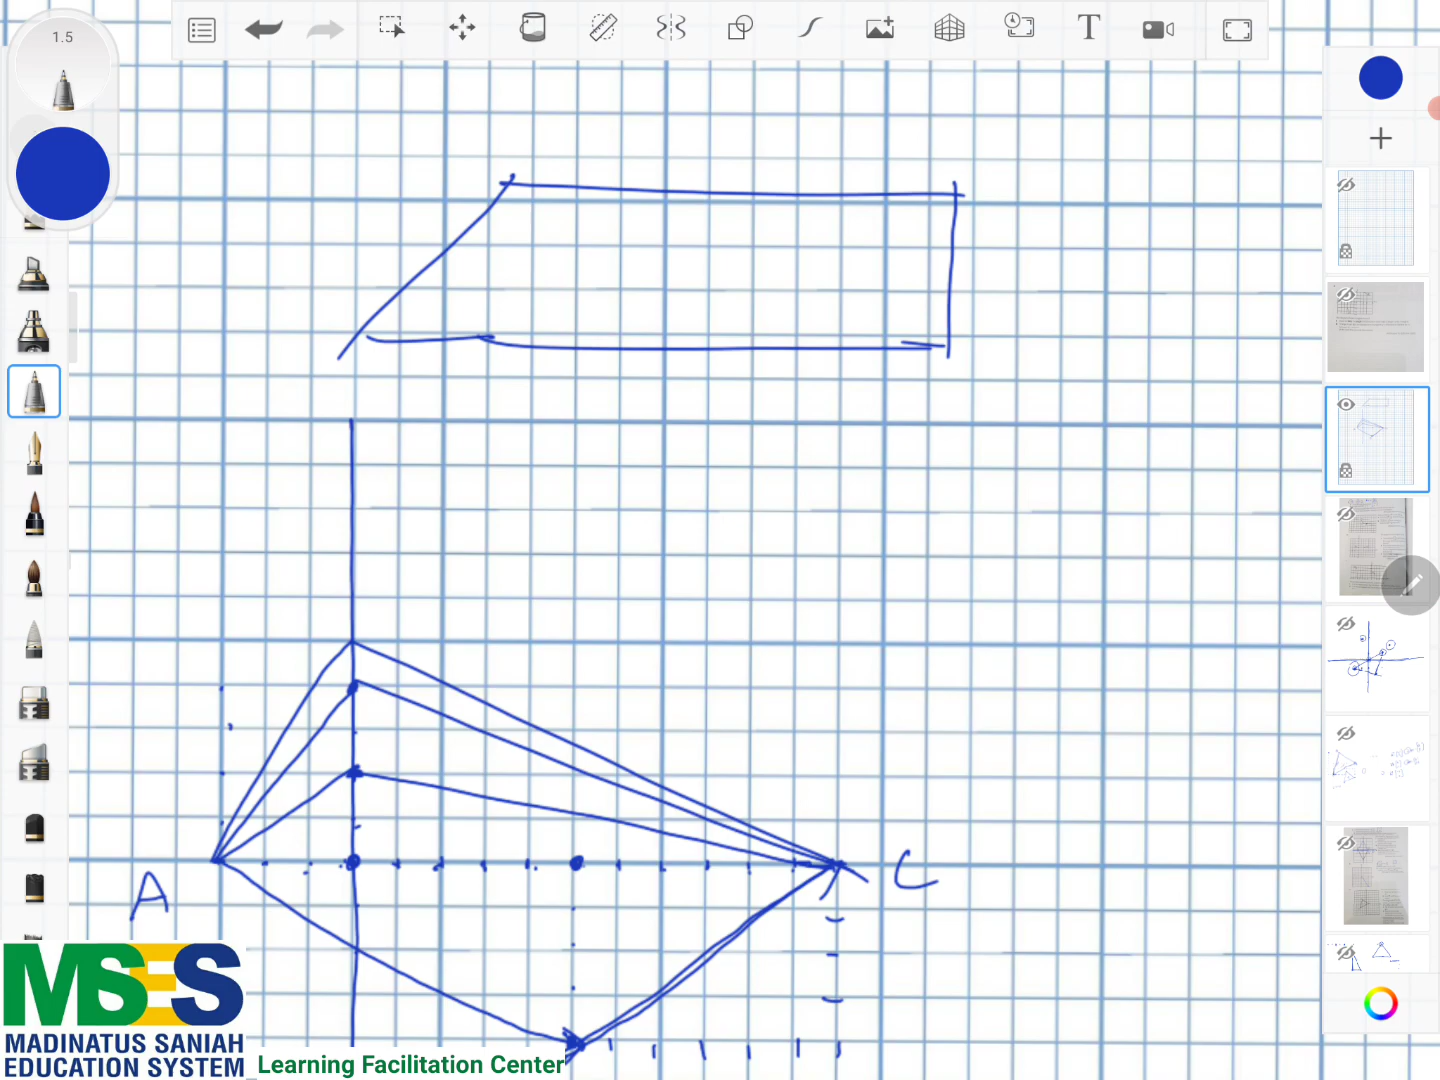 1.5
T
A
C
MSES
MADINATUS SANIAH
EDUCATION SYSTEM
Learning Facilitation Center